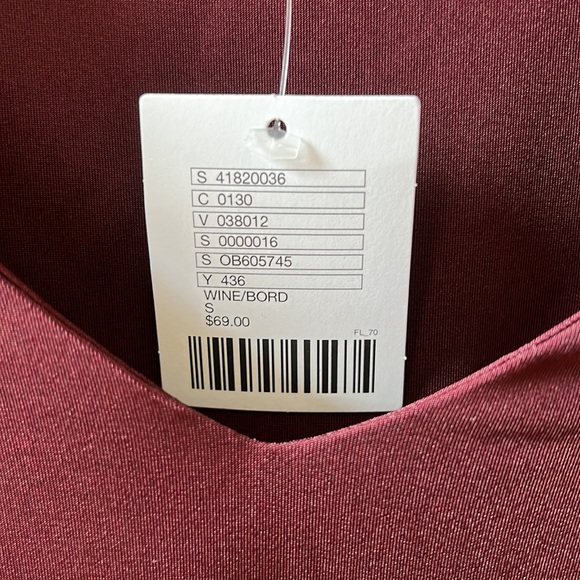 S 41820036
C 0130
V 038012
S 0000016
S OB605745
Y 436
WINE/BORD
S
$69.00
FL_70